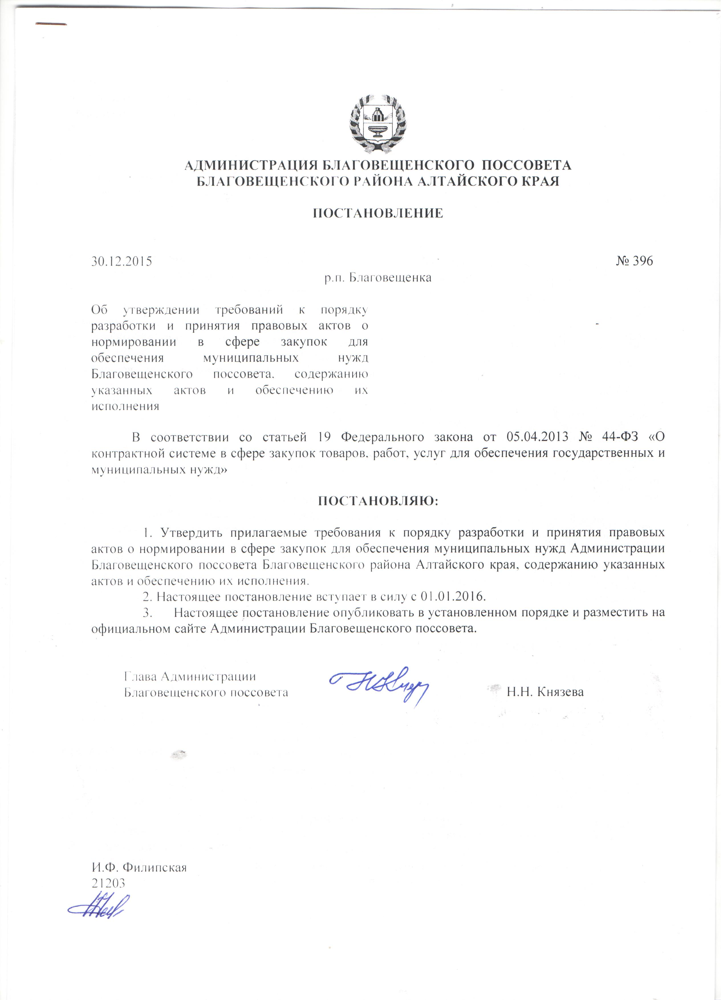 АДМИНИСТРАЦИЯ БЛАГОВЕЩЕНСКОГО ПОССОВЕТА
БЛАГОВЕЩЕНСКОГО РАЙОНА АЛТАЙСКОГО КРАЯ
ПОСТАНОВЛЕНИЕ
30.12.2015 № 396
р.п. Благовещенка
Об утверждении требований к порядку
разработки и принятия правовых актов о
нормировании в сфере закупок для
обеспечения муниципальных нужд
Благовещенского поссовета, содержанию
указанных актов и обеспечению их
исполнения
В соответствии со статьей 19 Федерального закона от 05.04.2013 № 44-ФЗ «О
контрактной системе в сфере закупок товаров, работ, услуг для обеспечения государственных и
муниципальных нужд»
ПОСТАНОВЛЯЮ:
1. Утвердить прилагаемые требования к порядку разработки и принятия правовых
актов о нормировании в сфере закупок для обеспечения муниципальных нужд Администрации
Благовещенского поссовета Благовещенского района Алтайского края, содержанию указанных
актов и обеспечению их исполнения.
2. Настоящее постановление вступает в силу с 01.01.2016.
3. Настоящее постановление опубликовать в установленном порядке и разместить на
официальном сайте Администрации Благовещенского поссовета.
Глава Администрации
Благовещенского поссовета Н.Н. Князева
И.Ф. Филипская
21203